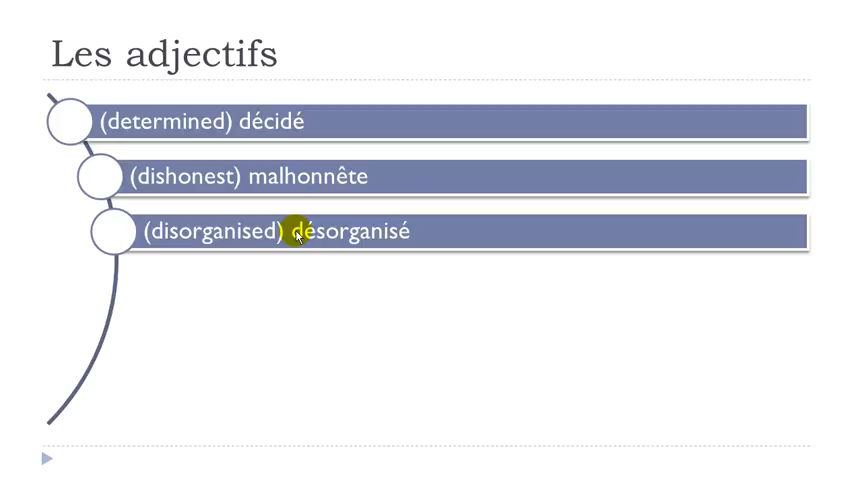 Les adjectifs
(determined) décidé
(dishonest) malhonnête
(disorganised) désorganisé